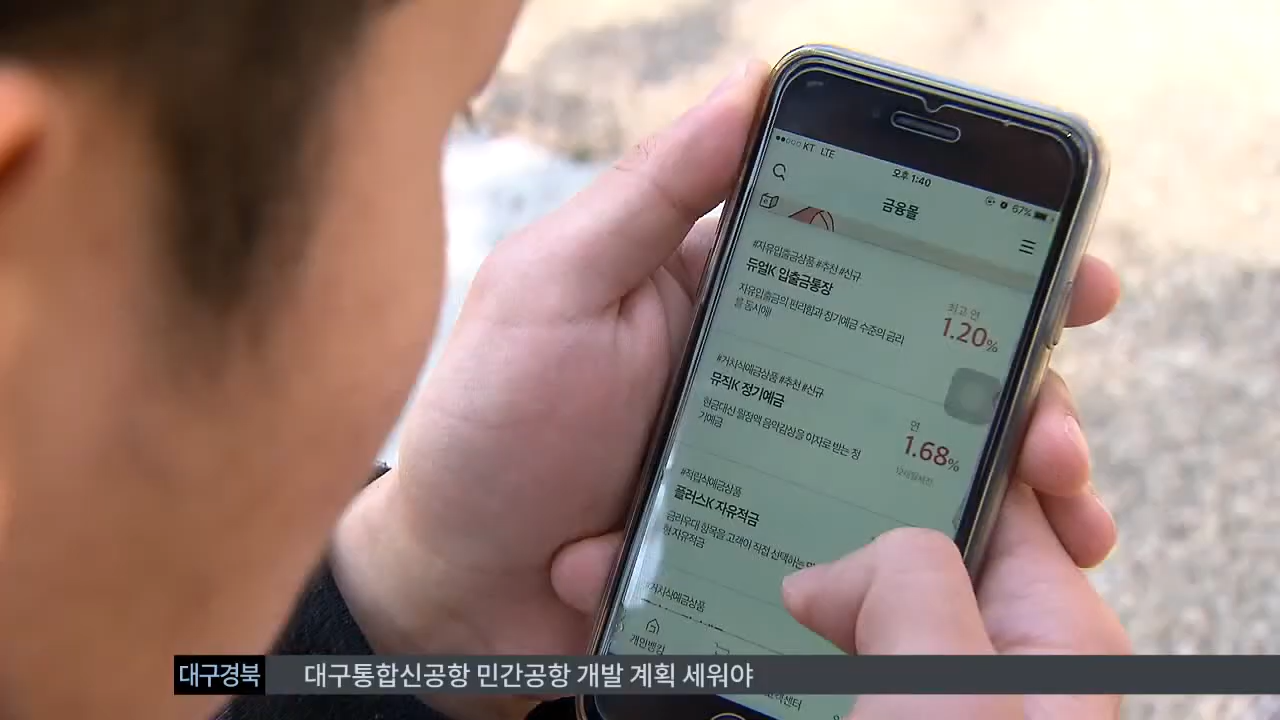 KT LTE
오후 1:40
67%
금융몰
#자유입출금상품 #추천 #신규
듀얼K 입출금통장
자유입출금의 편리함과 정기예금 수준의 금리
를 동시에!
최고 연
1.20%
#거치식예금상품 #추천 #신규
뮤직K 정기예금
현금대신 월정액 음악감상을 이자로 받는 정
기예금
연
1.68%
#적립식예금상품
플러스K 자유적금
금리우대 항목을 고객이 직접 선택하는
형 자유적금
#거치식예금상품
개인뱅킹
고객센터
대구경북
대구통합신공항 민간공항 개발 계획 세워야